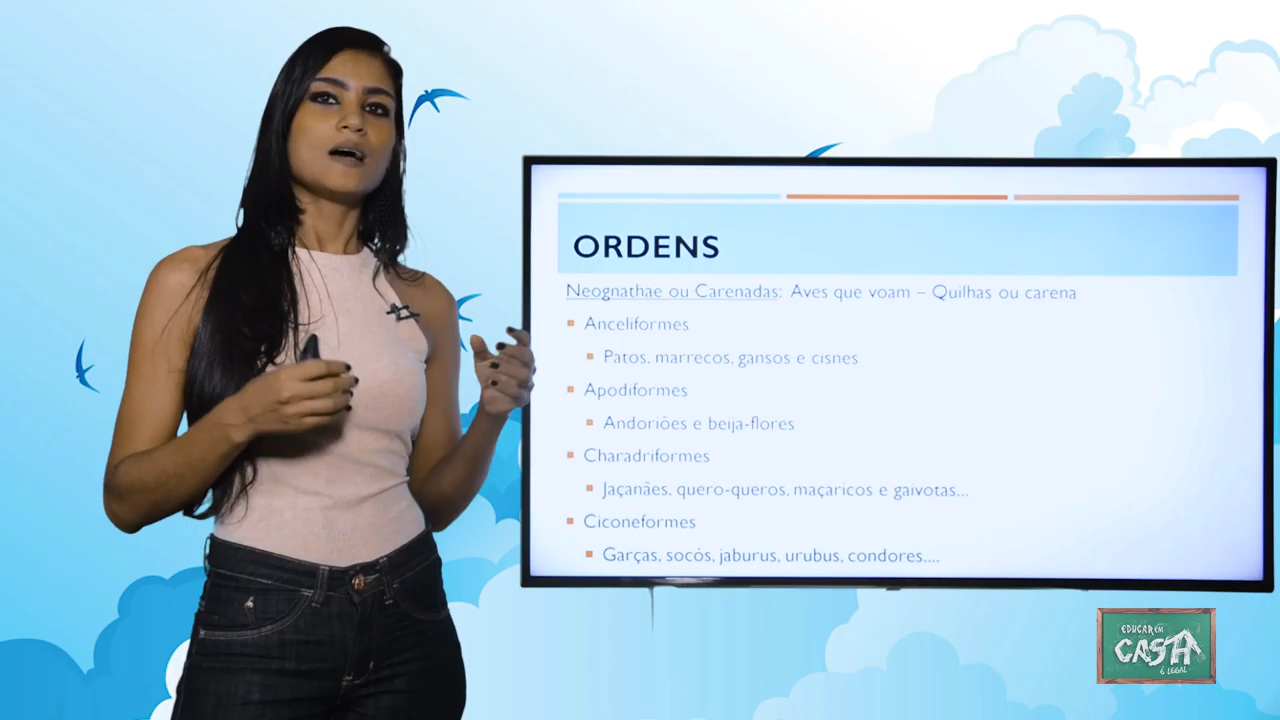 ORDENS
Neognathae ou Carenadas: Aves que voam – Quilhas ou carena
Anceliformes
Patos, marrecos, gansos e cisnes
Apodiformes
Andoriões e beija-flores
Charadriformes
Jaçanães, quero-queros, maçaricos e gaivotas...
Ciconeformes
Garças, socós, jaburus, urubus, condores,...
EDUCAR EM
CASA
É LEGAL